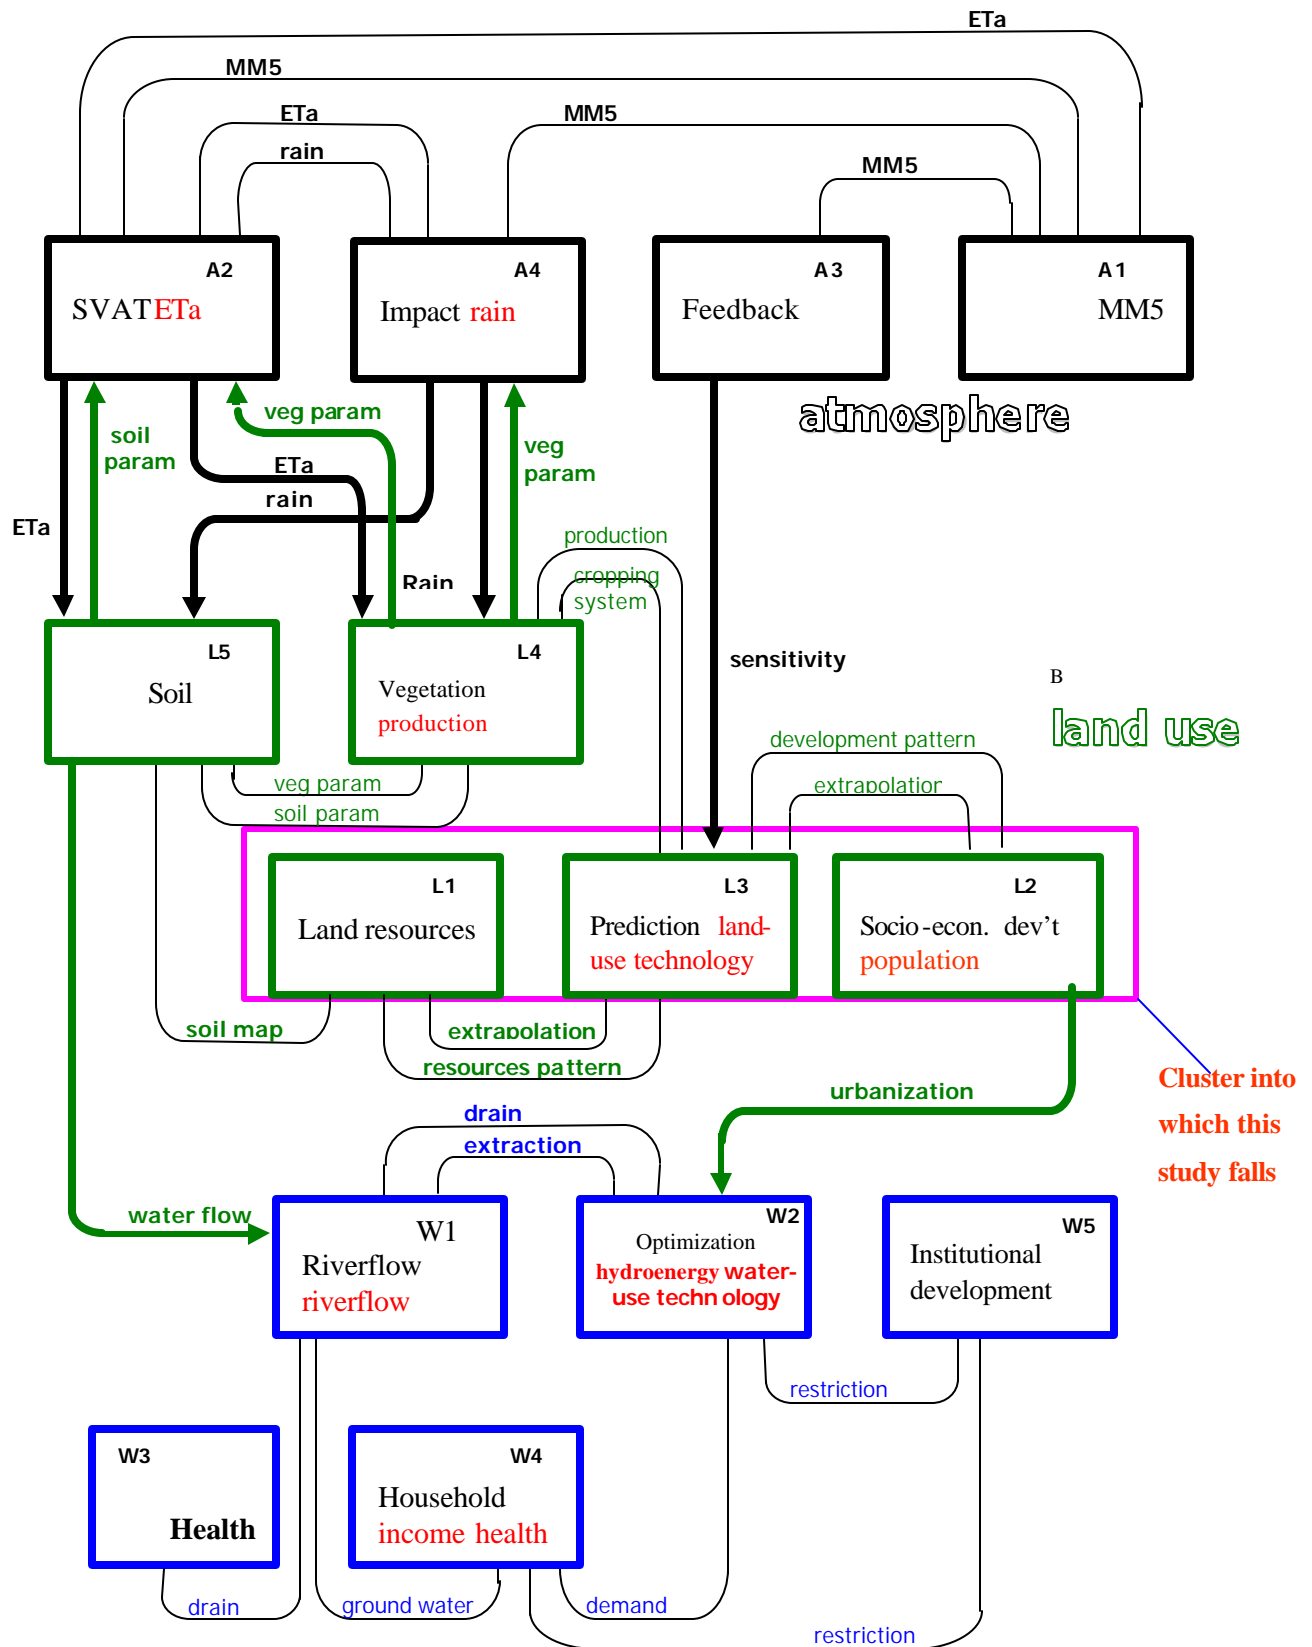 ETa
MM5
ETa
MM5
rain
MM5
A2
SVAT ETa
A4
Impact rain
A3
Feedback
A1
MM5
atmosphere
veg param
soil
param
ETa
veg
param
rain
ETa
production
Rain
cropping
system
L5
Soil
L4
Vegetation
production
sensitivity
B
land use
development pattern
extrapolation
veg param
soil param
L1
Land resources
L3
Prediction land-
use technology
L2
Socio-econ. dev't
population
soil map
extrapolation
resources pattern
Cluster into
which this
study falls
urbanization
drain
extraction
water flow
W1
Riverflow
riverflow
W2
Optimization
hydroenergy water-
use techn ology
W5
Institutional
development
restriction
W3
Health
W4
Household
income health
drain
ground water
demand
restriction